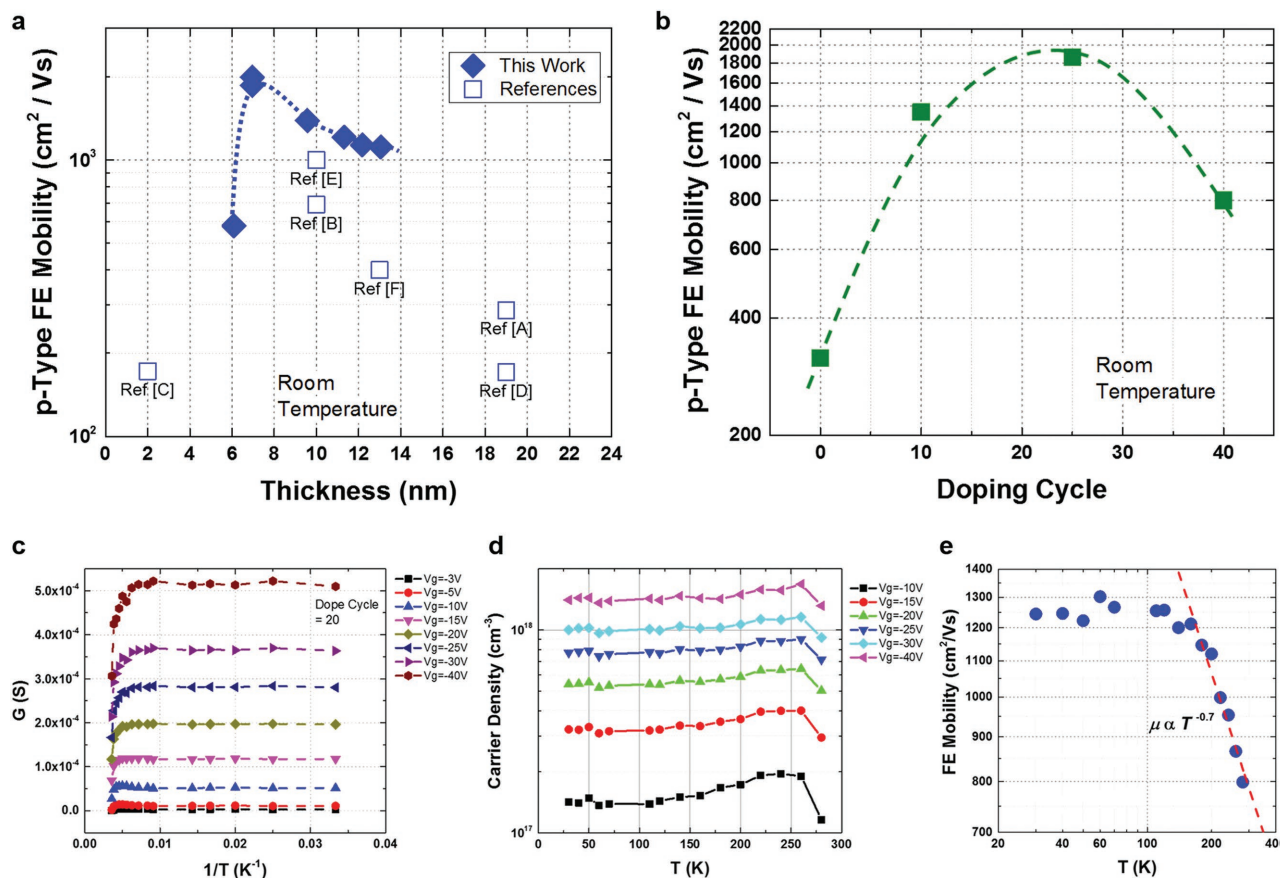 a
p-Type FE Mobility (cm² / Vs)
10³
10²
This Work
References
Ref [E]
Ref [B]
Ref [F]
Ref [A]
Ref [C]
Ref [D]
Room
Temperature
0 2 4 6 8 10 12 14 16 18 20 22 24
Thickness (nm)
b
p-Type FE Mobility (cm² / Vs)
2200
2000
1800
1600
1400
1200
1000
800
600
400
200
Room
Temperature
0 10 20 30 40
Doping Cycle
c
G (S)
5.0x10⁻⁴
4.0x10⁻⁴
3.0x10⁻⁴
2.0x10⁻⁴
1.0x10⁻⁴
0.0
Dope Cycle
= 20
Vg=-3V
Vg=-5V
Vg=-10V
Vg=-15V
Vg=-20V
Vg=-25V
Vg=-30V
Vg=-40V
0.00 0.01 0.02 0.03 0.04
1/T (K⁻¹)
d
Carrier Density (cm⁻³)
10¹⁸
10¹⁷
Vg=-10V
Vg=-15V
Vg=-20V
Vg=-25V
Vg=-30V
Vg=-40V
0 50 100 150 200 250 300
T (K)
e
FE Mobility (cm²/Vs)
1400
1300
1200
1100
1000
900
800
700
μ α T⁻⁰·⁷
20 40 60 80 100 200 400
T (K)